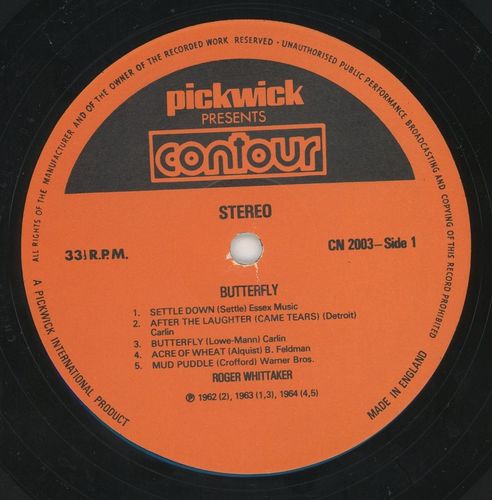 ALL RIGHTS OF THE MANUFACTURER AND OF THE OWNER OF THE RECORDED WORK RESERVED · UNAUTHORISED PUBLIC PERFORMANCE BROADCASTING AND COPYING OF THIS RECORD PROHIBITED
pickwick
PRESENTS
contour
STEREO
33⅓ R.P.M.
CN 2003–Side 1
BUTTERFLY
1. SETTLE DOWN (Settle) Essex Music
2. AFTER THE LAUGHTER (CAME TEARS) (Detroit)
Carlin
3. BUTTERFLY (Lowe-Mann) Carlin
4. ACRE OF WHEAT (Alquist) B. Feldman
5. MUD PUDDLE (Crofford) Warner Bros.
ROGER WHITTAKER
℗ 1962 (2), 1963 (1,3), 1964 (4,5)
A PICKWICK INTERNATIONAL PRODUCT
MADE IN ENGLAND